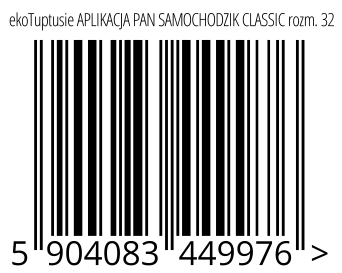 ekoTuptusie APLIKACJA PAN SAMOCHODZIK CLASSIC rozm. 32
5 904083 449976 >